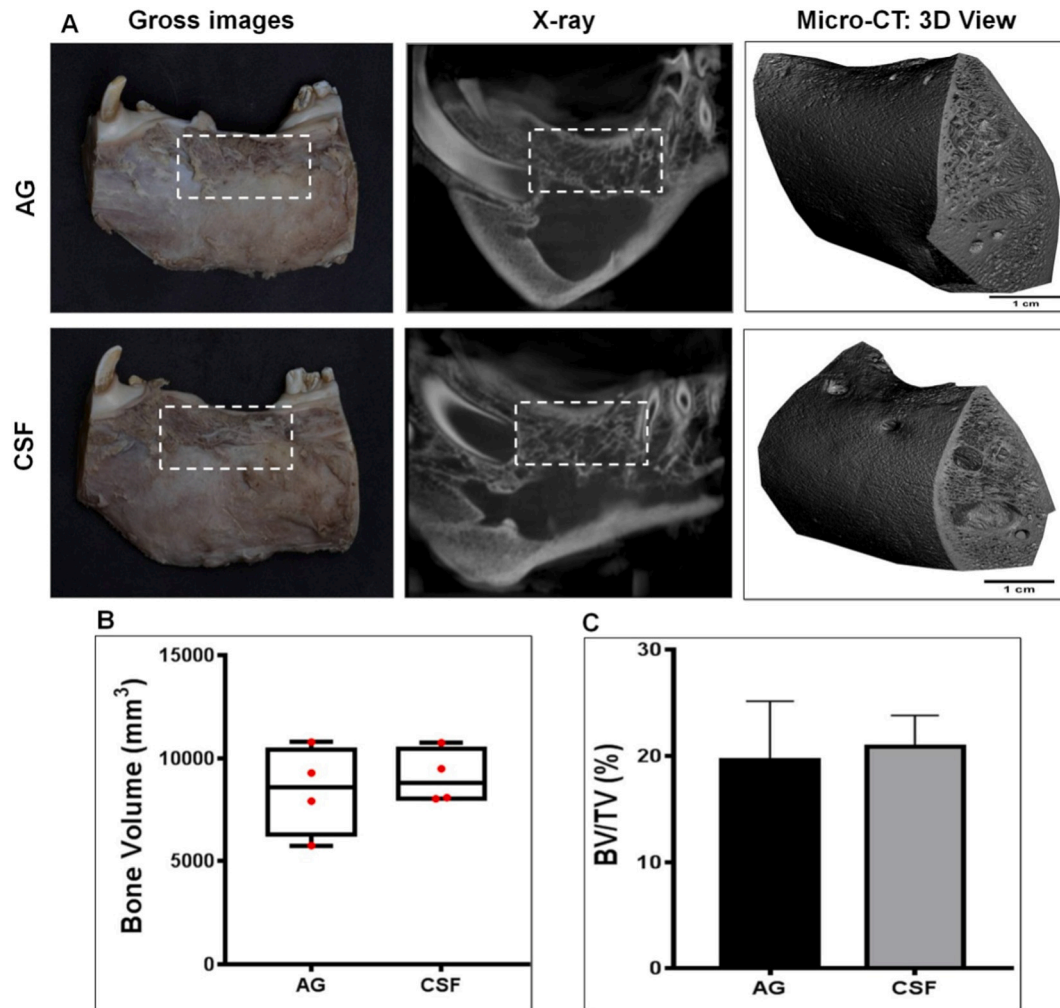 A
Gross images
X-ray
Micro-CT: 3D View
AG
1 cm
CSF
1 cm
B
Bone Volume (mm³)
15000
10000
5000
0
AG
CSF
C
BV/TV (%)
30
20
10
0
AG
CSF